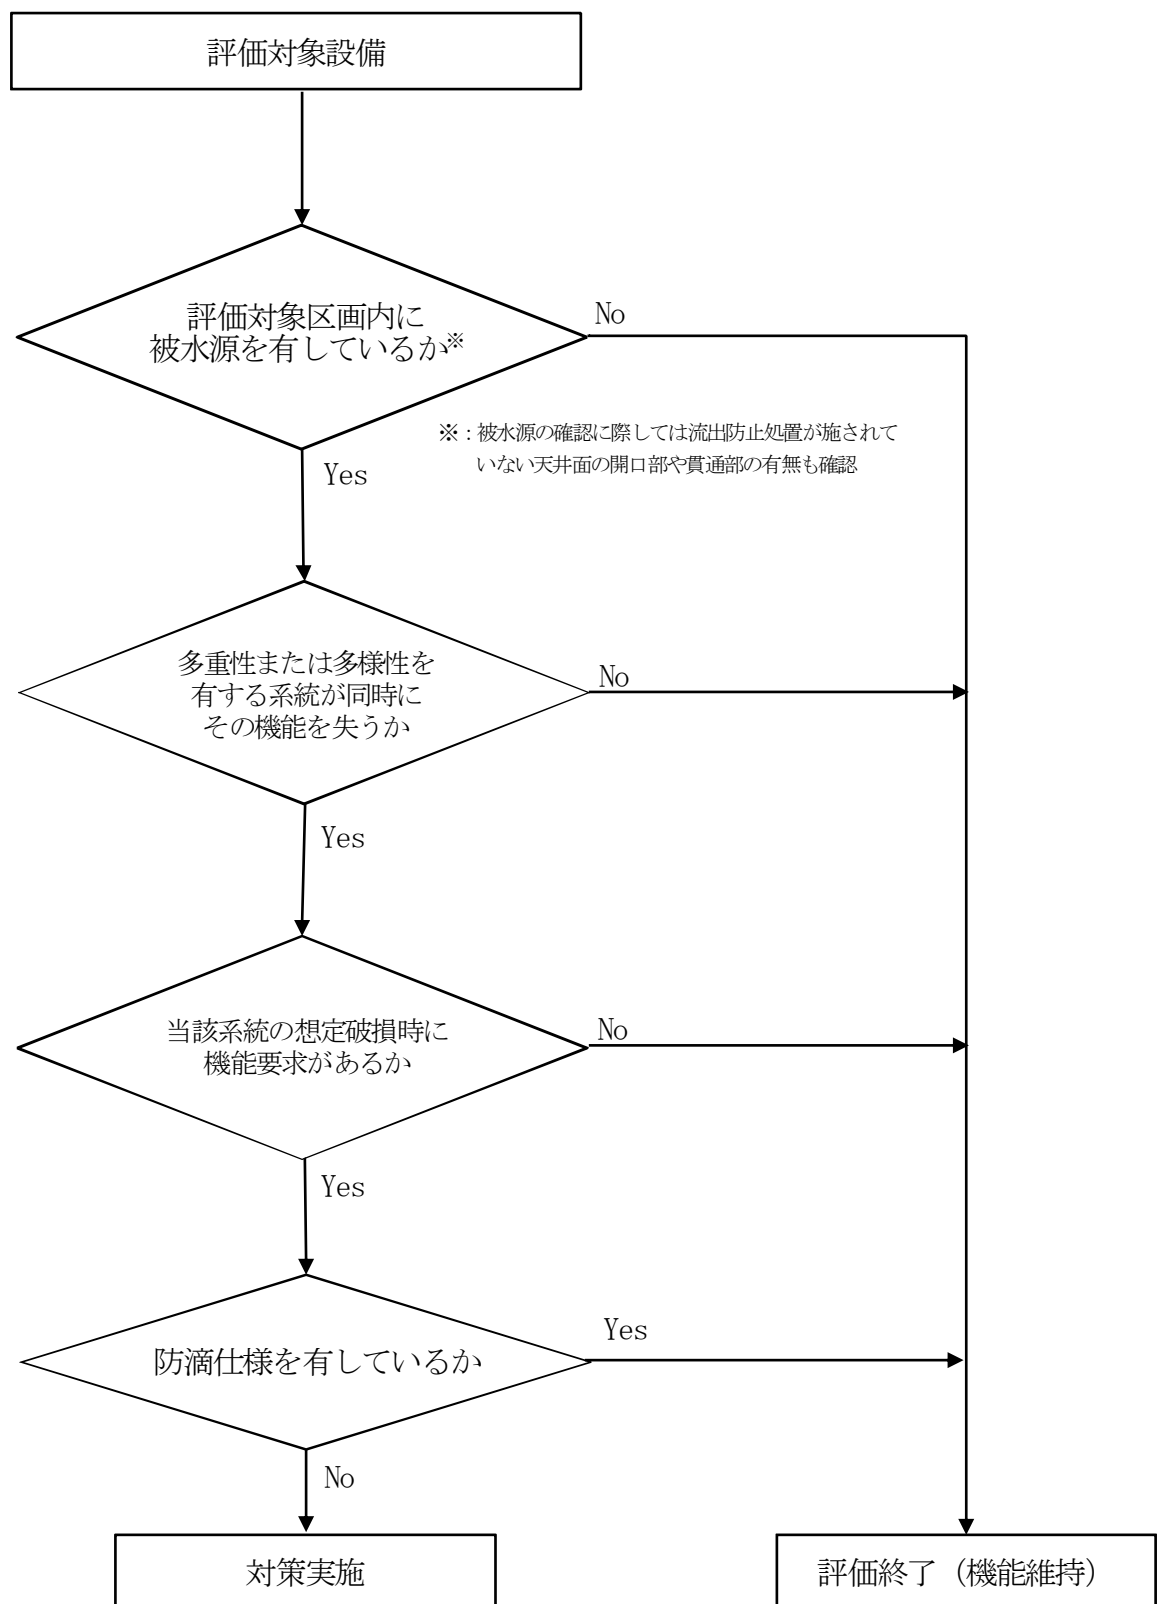 評価対象設備
評価対象区画内に
被水源を有しているか※
No
※：被水源の確認に際しては流出防止処置が施されて
いない天井面の開口部や貫通部の有無も確認
Yes
多重性または多様性を
有する系統が同時に
その機能を失うか
No
Yes
当該系統の想定破損時に
機能要求があるか
No
Yes
防滴仕様を有しているか
Yes
No
対策実施
評価終了（機能維持）